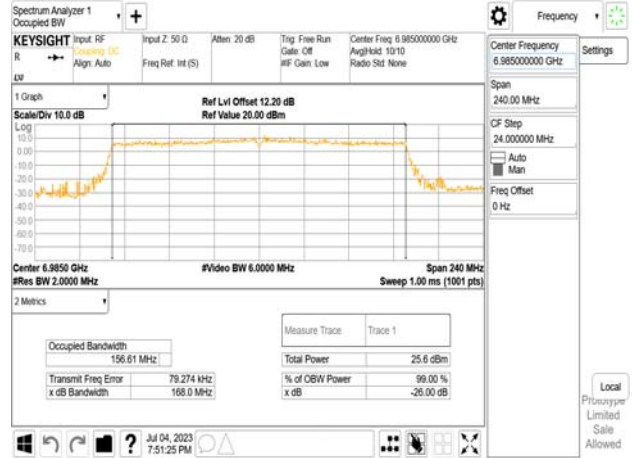 Spectrum Analyzer 1
Occupied BW
Frequency
KEYSIGHT
R
Input: RF
Coupling: DC
Align: Auto
Input Z: 50 Ω
Freq Ref: Int (S)
Atten: 20 dB
Trig: Free Run
Gate: Off
#IF Gain: Low
Center Freq: 6.985000000 GHz
Avg|Hold: 10/10
Radio Std: None
LXI
Center Frequency
6.985000000 GHz
Settings
Span
240.00 MHz
CF Step
24.000000 MHz
Auto
Man
Freq Offset
0 Hz
1 Graph
Scale/Div 10.0 dB
Ref Lvl Offset 12.20 dB
Ref Value 20.00 dBm
Log
10.0
0.00
-10.0
-20.0
-30.0
-40.0
-50.0
-60.0
-70.0
Center 6.9850 GHz
#Res BW 2.0000 MHz
#Video BW 6.0000 MHz
Span 240 MHz
Sweep 1.00 ms (1001 pts)
2 Metrics
Measure Trace
Trace 1
Occupied Bandwidth
156.61 MHz
Total Power
25.6 dBm
Transmit Freq Error
79.274 kHz
% of OBW Power
99.00 %
x dB Bandwidth
168.0 MHz
x dB
-26.00 dB
Local
Prototype
Limited
Sale
Allowed
?
Jul 04, 2023
7:51:25 PM